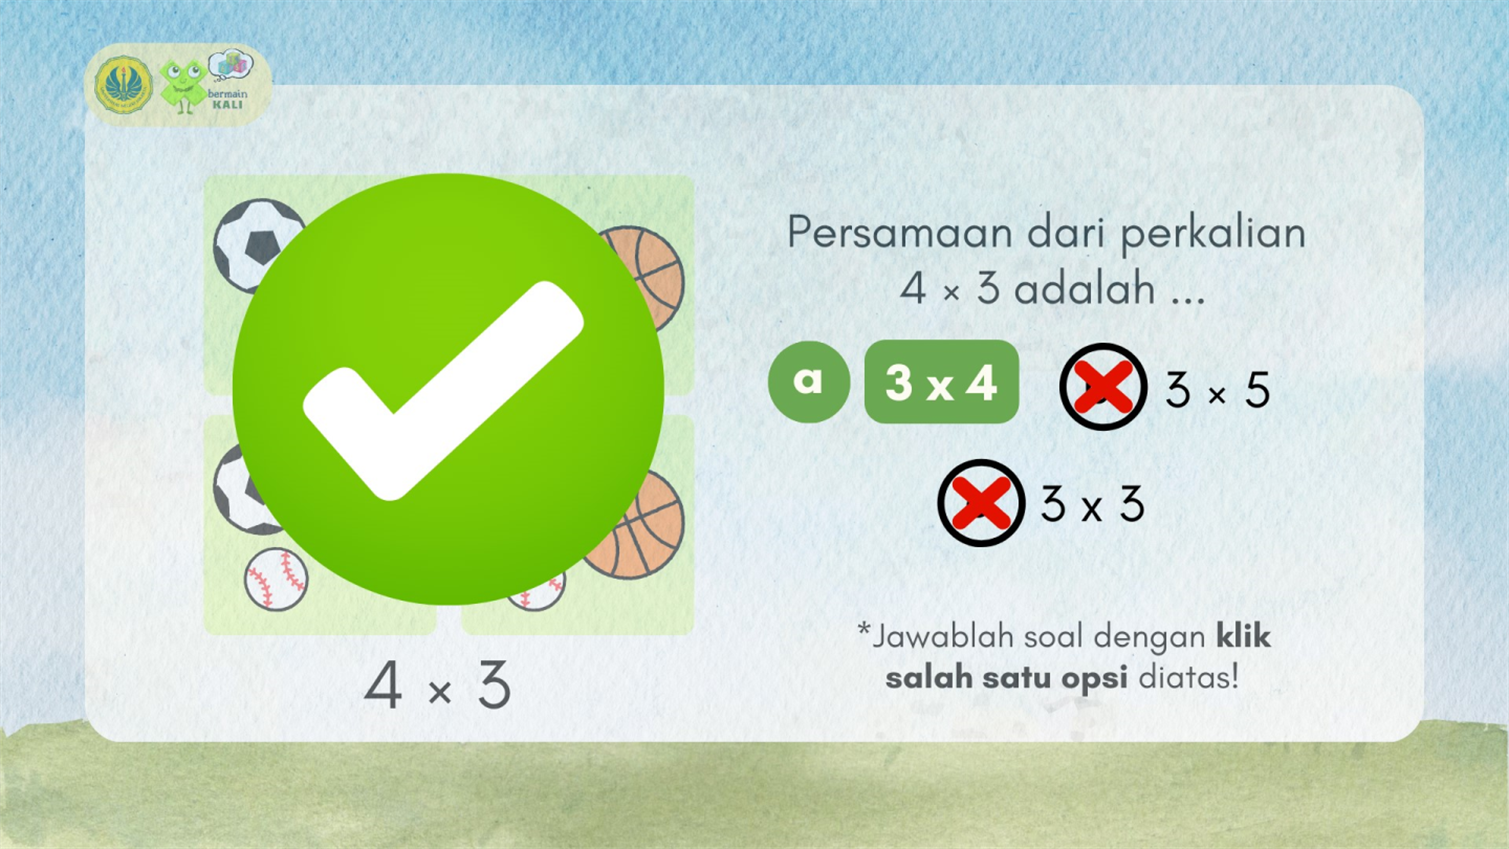 bermain
KALI
Persamaan dari perkalian
4 × 3 adalah ...
a 3 x 4 3 × 5
3 x 3
4 × 3
*Jawablah soal dengan klik
salah satu opsi diatas!